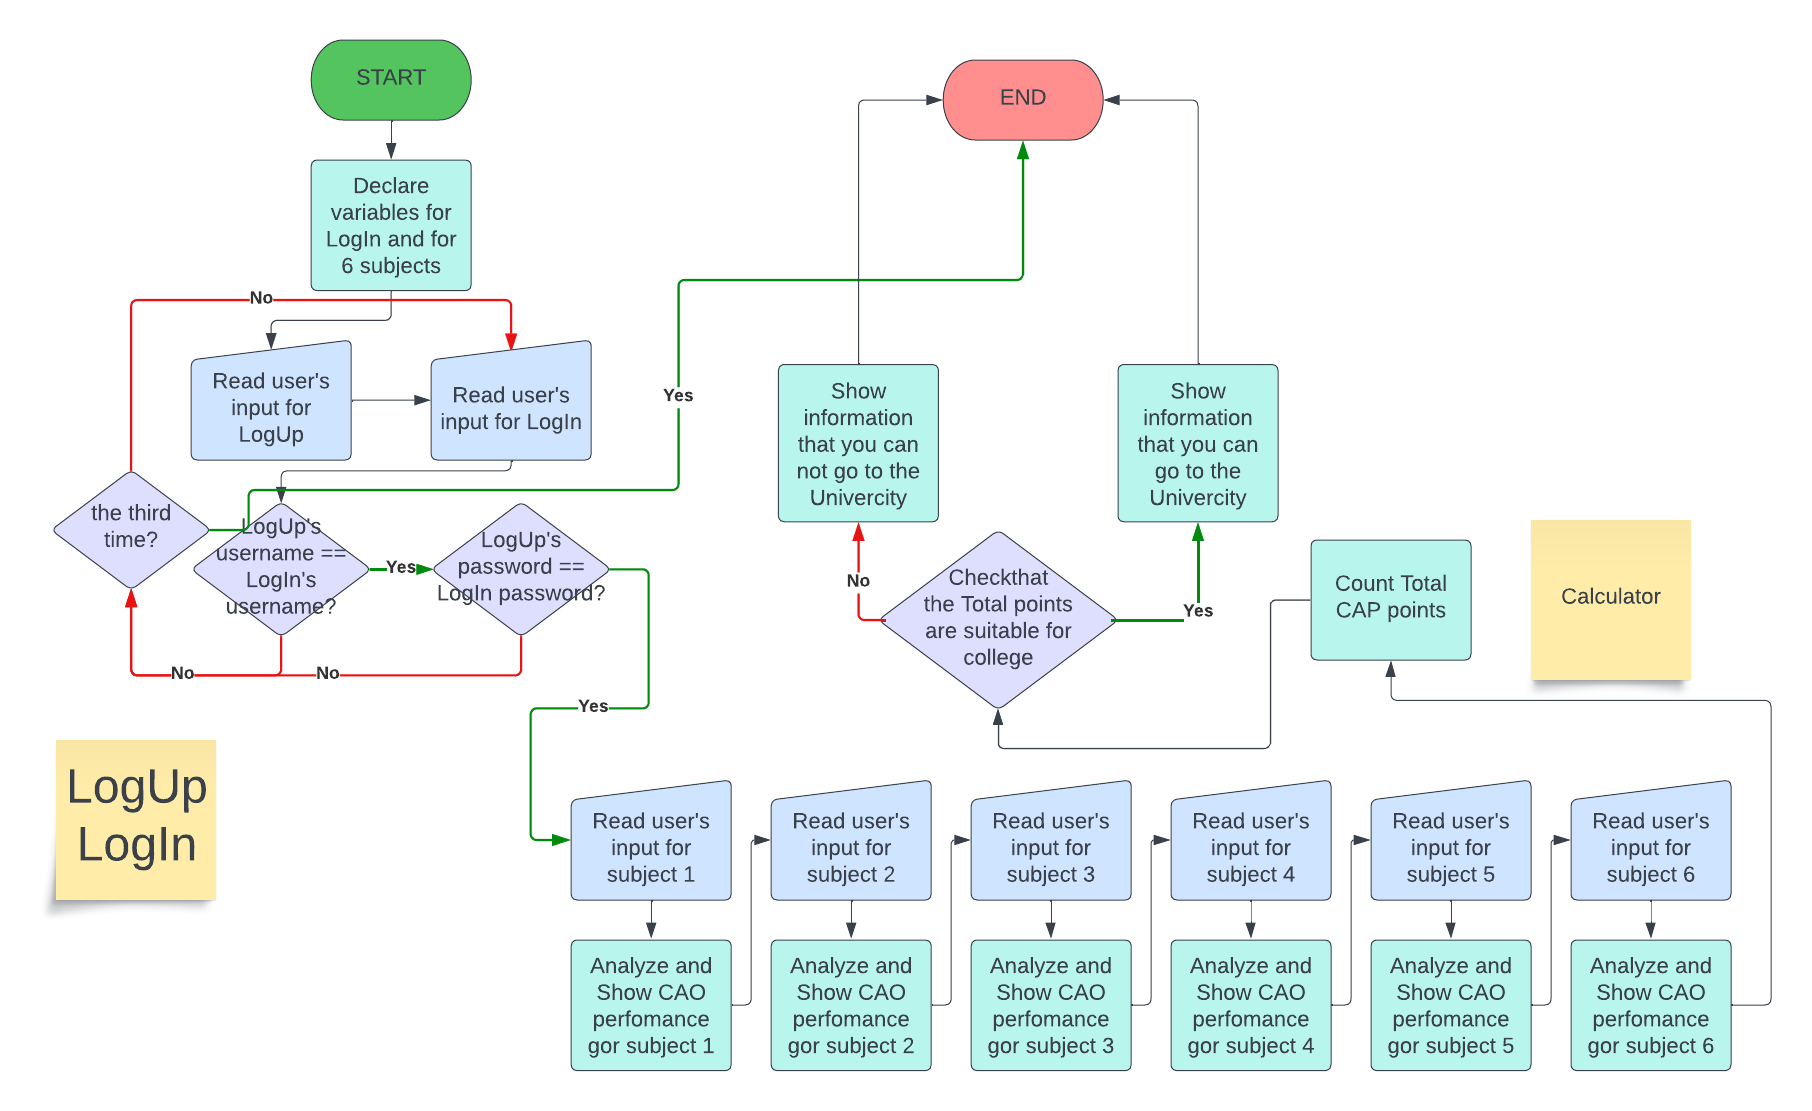 START
Declare
variables for
LogIn and for
6 subjects
No
Read user's
input for
LogUp
Read user's
input for LogIn
the third
time?
LogUp's
username ==
LogIn's
username?
Yes
LogUp's
password ==
LogIn password?
No
No
Yes
Yes
LogUp
LogIn
END
Show
information
that you can
not go to the
Univercity
Show
information
that you can
go to the
Univercity
No
Checkthat
the Total points
are suitable for
college
Yes
Count Total
CAP points
Calculator
Read user's
input for
subject 1
Read user's
input for
subject 2
Read user's
input for
subject 3
Read user's
input for
subject 4
Read user's
input for
subject 5
Read user's
input for
subject 6
Analyze and
Show CAO
perfomance
gor subject 1
Analyze and
Show CAO
perfomance
gor subject 2
Analyze and
Show CAO
perfomance
gor subject 3
Analyze and
Show CAO
perfomance
gor subject 4
Analyze and
Show CAO
perfomance
gor subject 5
Analyze and
Show CAO
perfomance
gor subject 6